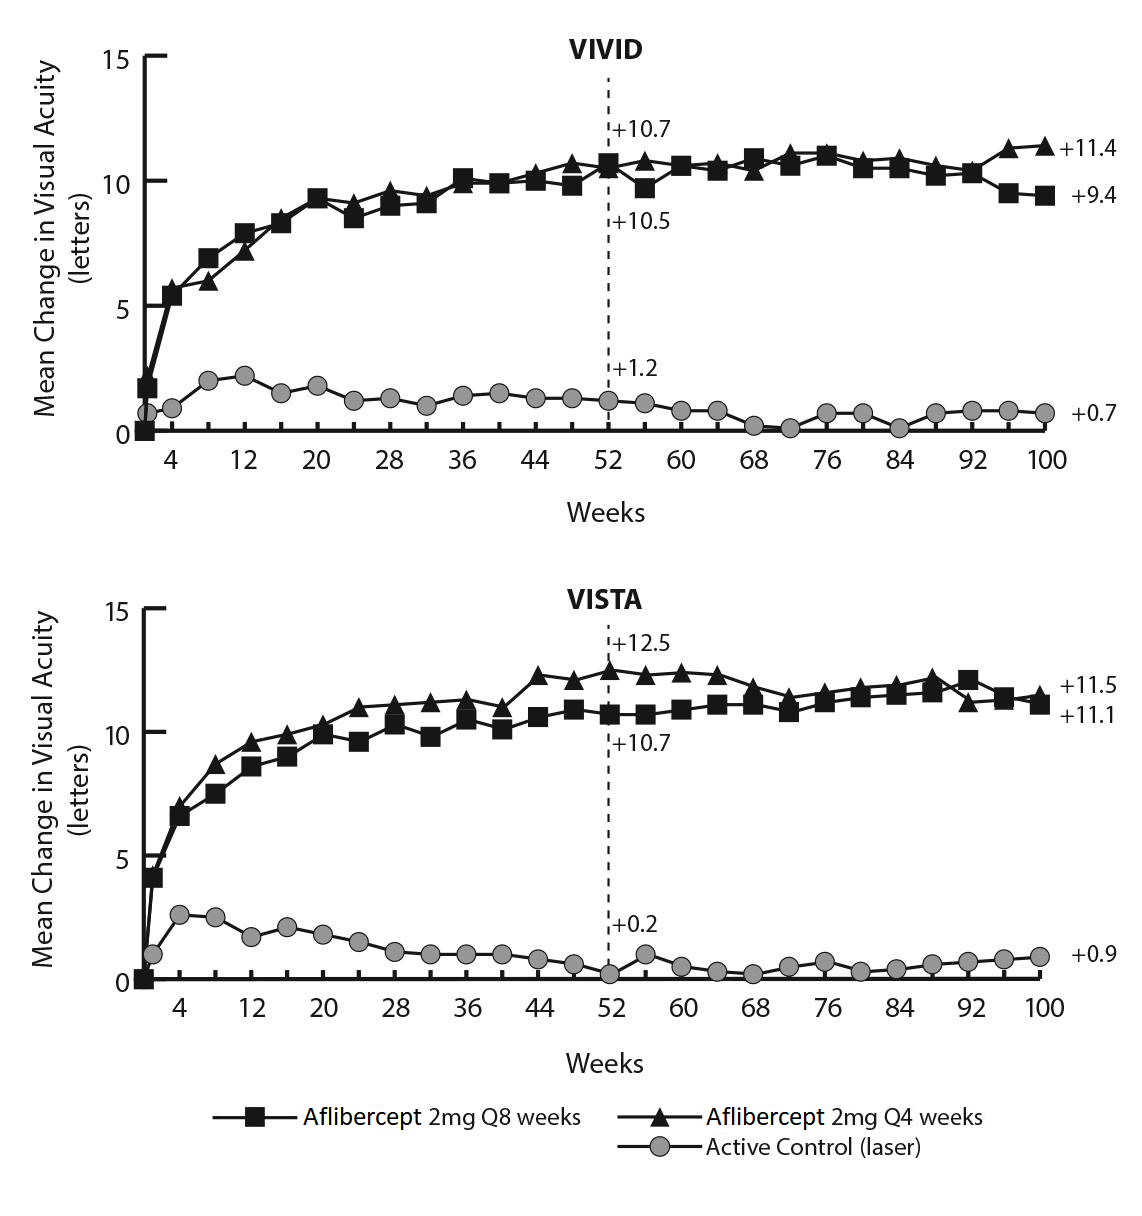 VIVID
Mean Change in Visual Acuity
(letters)
15
10
5
0
+10.7
+10.5
+1.2
+11.4
+9.4
+0.7
4 12 20 28 36 44 52 60 68 76 84 92 100
Weeks
VISTA
Mean Change in Visual Acuity
(letters)
15
10
5
0
+12.5
+10.7
+0.2
+11.5
+11.1
+0.9
4 12 20 28 36 44 52 60 68 76 84 92 100
Weeks
Aflibercept 2mg Q8 weeks
Aflibercept 2mg Q4 weeks
Active Control (laser)